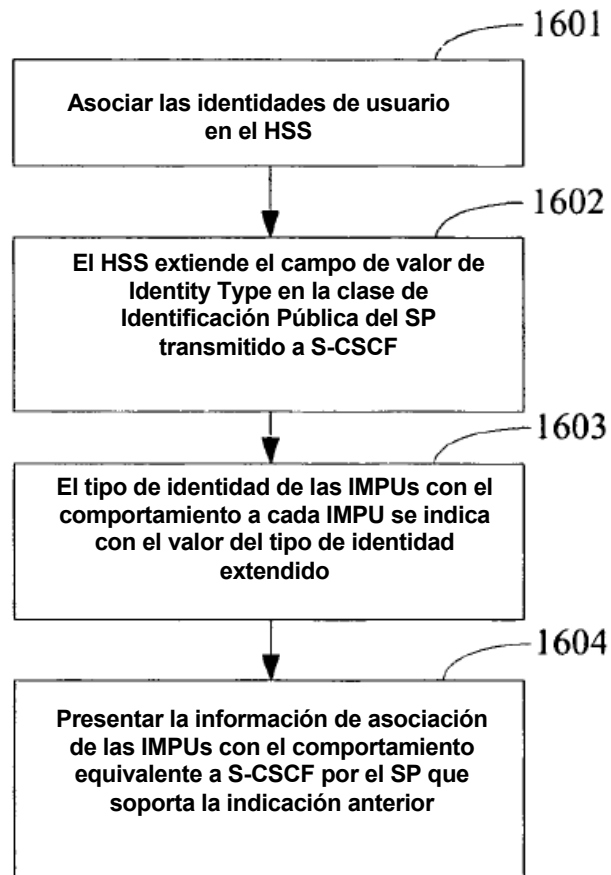 1601
Asociar las identidades de usuario
en el HSS
1602
El HSS extiende el campo de valor de
Identity Type en la clase de
Identificación Pública del SP
transmitido a S-CSCF
1603
El tipo de identidad de las IMPUs con el
comportamiento a cada IMPU se indica
con el valor del tipo de identidad
extendido
1604
Presentar la información de asociación
de las IMPUs con el comportamiento
equivalente a S-CSCF por el SP que
soporta la indicación anterior